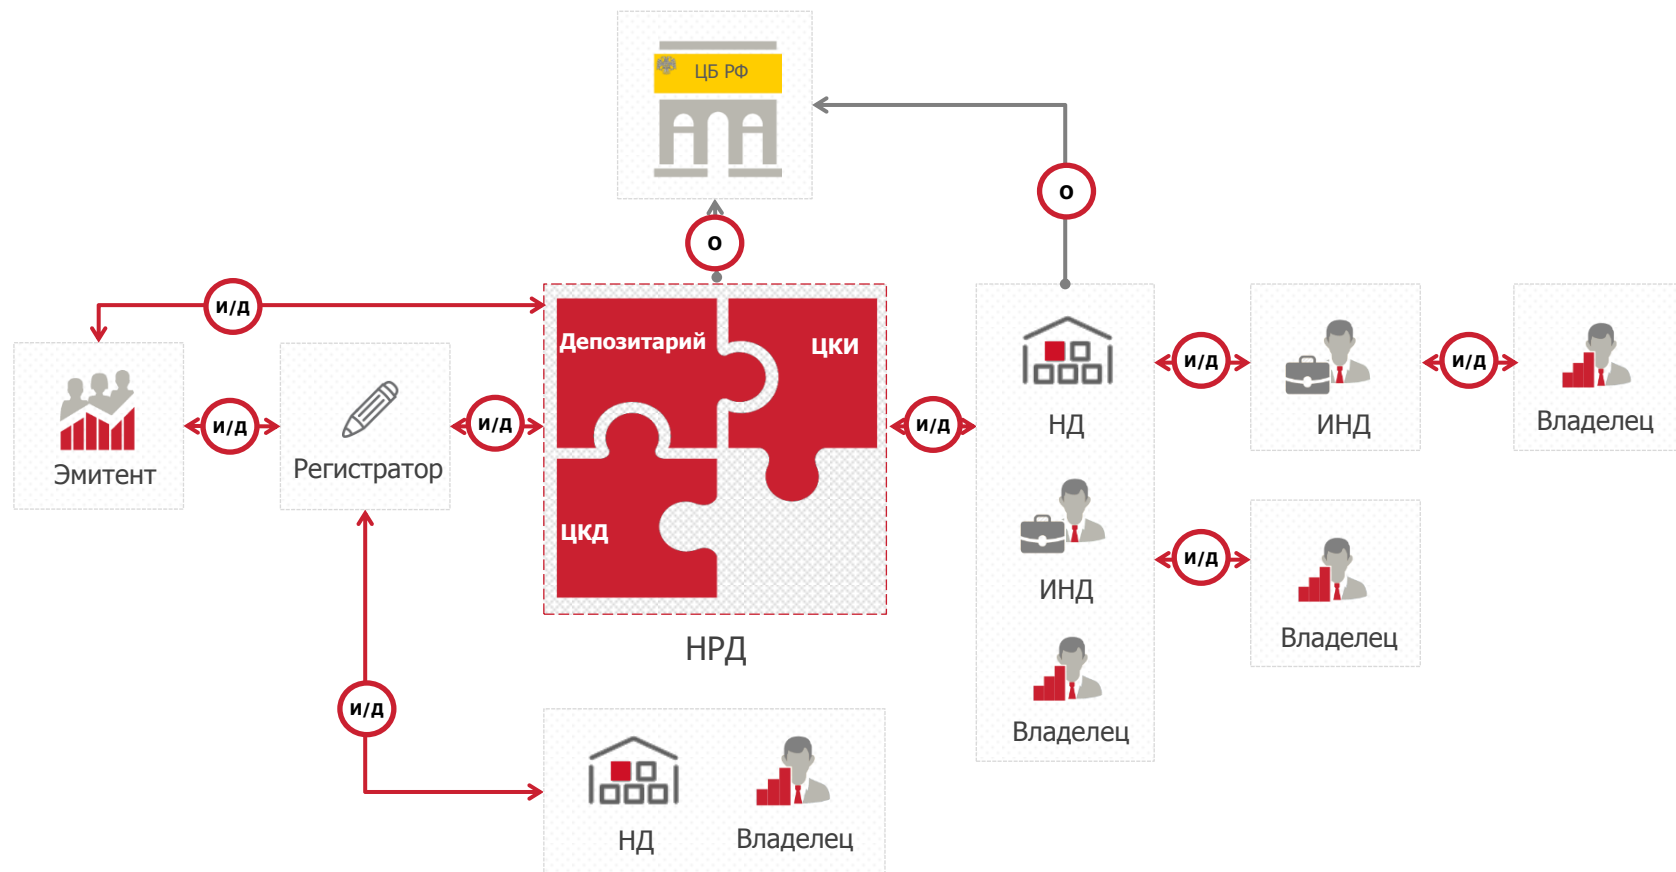 ЦБ РФ
О
О
И/Д
Депозитарий
ЦКИ
И/Д
И/Д
И/Д
И/Д
И/Д
НД
ИНД
Владелец
Эмитент
Регистратор
ЦКД
И/Д
ИНД
Владелец
НРД
И/Д
Владелец
НД
Владелец